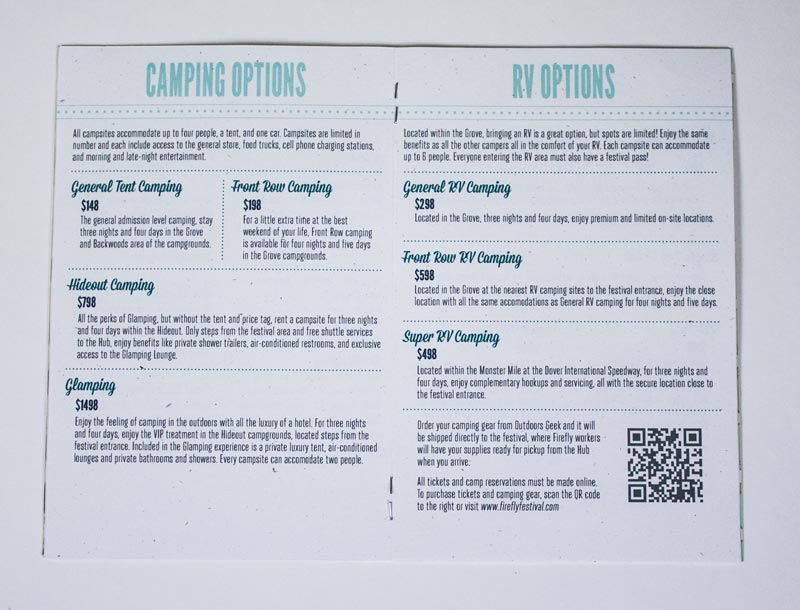 CAMPING OPTIONS
All campsites accommodate up to four people, a tent, and one car. Campsites are limited in
number and each include access to the general store, food trucks, cell phone charging stations,
and morning and late-night entertainment.
General Tent Camping
$148
The general admission level camping, stay
three nights and four days in the Grove
and Backwoods area of the campgrounds.
Front Row Camping
$198
For a little extra time at the best
weekend of your life, Front Row camping
is available for four nights and five days
in the Grove campgrounds.
Hideout Camping
$798
All the perks of Glamping, but without the tent and price tag, rent a campsite for three nights
and four days within the Hideout. Only steps from the festival area and free shuttle services
to the Hub, enjoy benefits like private shower trailers, air-conditioned restrooms, and exclusive
access to the Glamping Lounge.
Glamping
$1498
Enjoy the feeling of camping in the outdoors with all the luxury of a hotel. For three nights
and four days, enjoy the VIP treatment in the Hideout campgrounds, located steps from the
festival entrance. Included in the Glamping experience is a private luxury tent, air-conditioned
lounges and private bathrooms and showers. Every campsite can accomodate two people.
RV OPTIONS
Located within the Grove, bringing an RV is a great option, but spots are limited! Enjoy the same
benefits as all the other campers all in the comfort of your RV. Each campsite can accommodate
up to 6 people. Everyone entering the RV area must also have a festival pass!
General RV Camping
$298
Located in the Grove, three nights and four days, enjoy premium and limited on-site locations.
Front Row RV Camping
$598
Located in the Grove at the nearest RV camping sites to the festival entrance, enjoy the close
location with all the same accomodations as General RV camping for four nights and five days.
Super RV Camping
$498
Located within the Monster Mile at the Dover International Speedway, for three nights and
four days, enjoy complementary hookups and servicing, all with the secure location close to
the festival entrance.
Order your camping gear from Outdoors Geek and it will
be shipped directly to the festival, where Firefly workers
will have your supplies ready for pickup from the Hub
when you arrive.
All tickets and camp reservations must be made online.
To purchase tickets and camping gear, scan the QR code
to the right or visit www.fireflyfestival.com